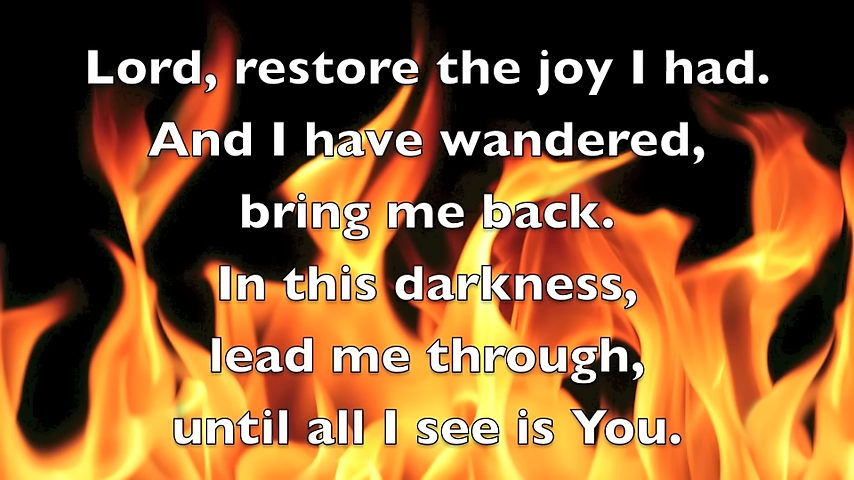 Lord, restore the joy I had.
And I have wandered,
bring me back.
In this darkness,
lead me through,
until all I see is You.